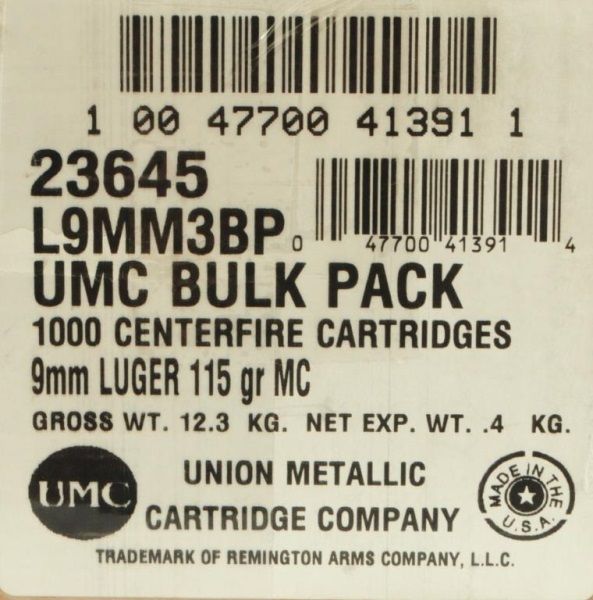 1 00 47700 41391 1
23645
L9MM3BP
0 47700 41391 4
UMC BULK PACK
1000 CENTERFIRE CARTRIDGES
9mm LUGER 115 gr MC
GROSS WT. 12.3 KG. NET EXP. WT. .4 KG.
UMC
UNION METALLIC
CARTRIDGE COMPANY
MADE IN THE U.S.A.
TRADEMARK OF REMINGTON ARMS COMPANY, L.L.C.